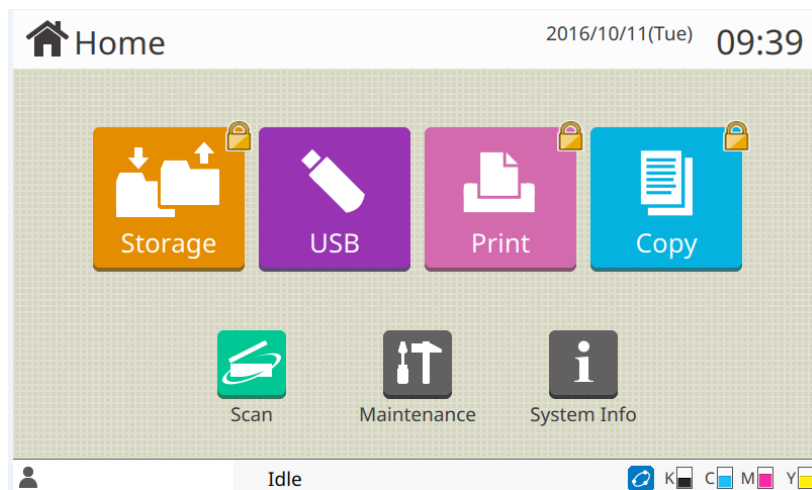 Home
2016/10/11(Tue) 09:39
Storage
USB
Print
Copy
Scan
Maintenance
System Info
Idle
K C M Y